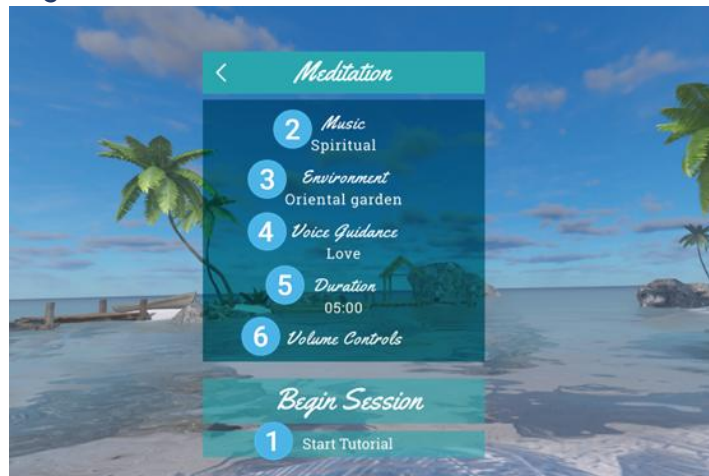 Meditation
2 Music
Spiritual
3 Environment
Oriental garden
4 Voice Guidance
Love
5 Duration
05:00
6 Volume Controls
Begin Session
1 Start Tutorial